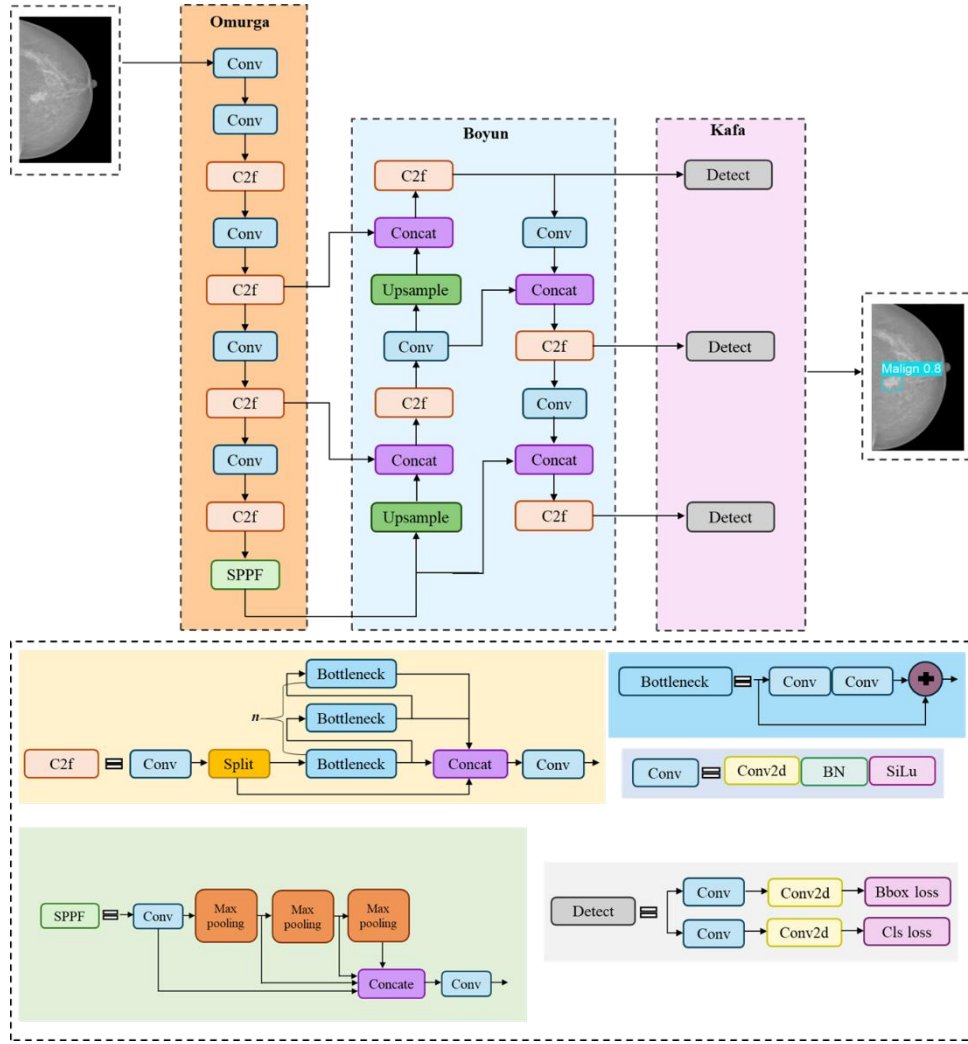 Omurga
Conv
Conv
C2f
Conv
C2f
Conv
C2f
Conv
C2f
SPPF
Boyun
C2f
Concat
Upsample
Conv
C2f
Concat
Upsample
Conv
Concat
C2f
Conv
Concat
C2f
Kafa
Detect
Detect
Detect
Malign 0.8
C2f
Conv
Split
n
Bottleneck
Bottleneck
Bottleneck
Concat
Conv
Bottleneck
Conv
Conv
Conv
Conv2d
BN
SiLu
SPPF
Conv
Max
pooling
Max
pooling
Max
pooling
Concate
Conv
Detect
Conv
Conv2d
Bbox loss
Conv
Conv2d
Cls loss